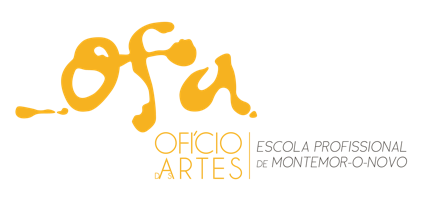 ofa
OFÍCIO
DAS ARTES
ESCOLA PROFISSIONAL
DE MONTEMOR-O-NOVO